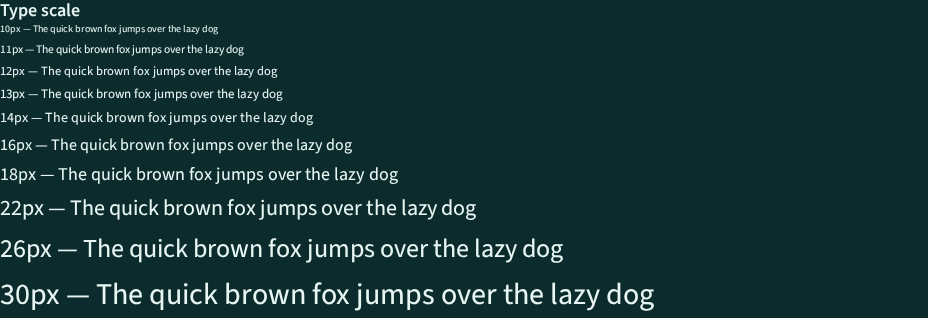 Type scale
10px — The quick brown fox jumps over the lazy dog
11px — The quick brown fox jumps over the lazy dog
12px — The quick brown fox jumps over the lazy dog
13px — The quick brown fox jumps over the lazy dog
14px — The quick brown fox jumps over the lazy dog
16px — The quick brown fox jumps over the lazy dog
18px — The quick brown fox jumps over the lazy dog
22px — The quick brown fox jumps over the lazy dog
26px — The quick brown fox jumps over the lazy dog
30px — The quick brown fox jumps over the lazy dog